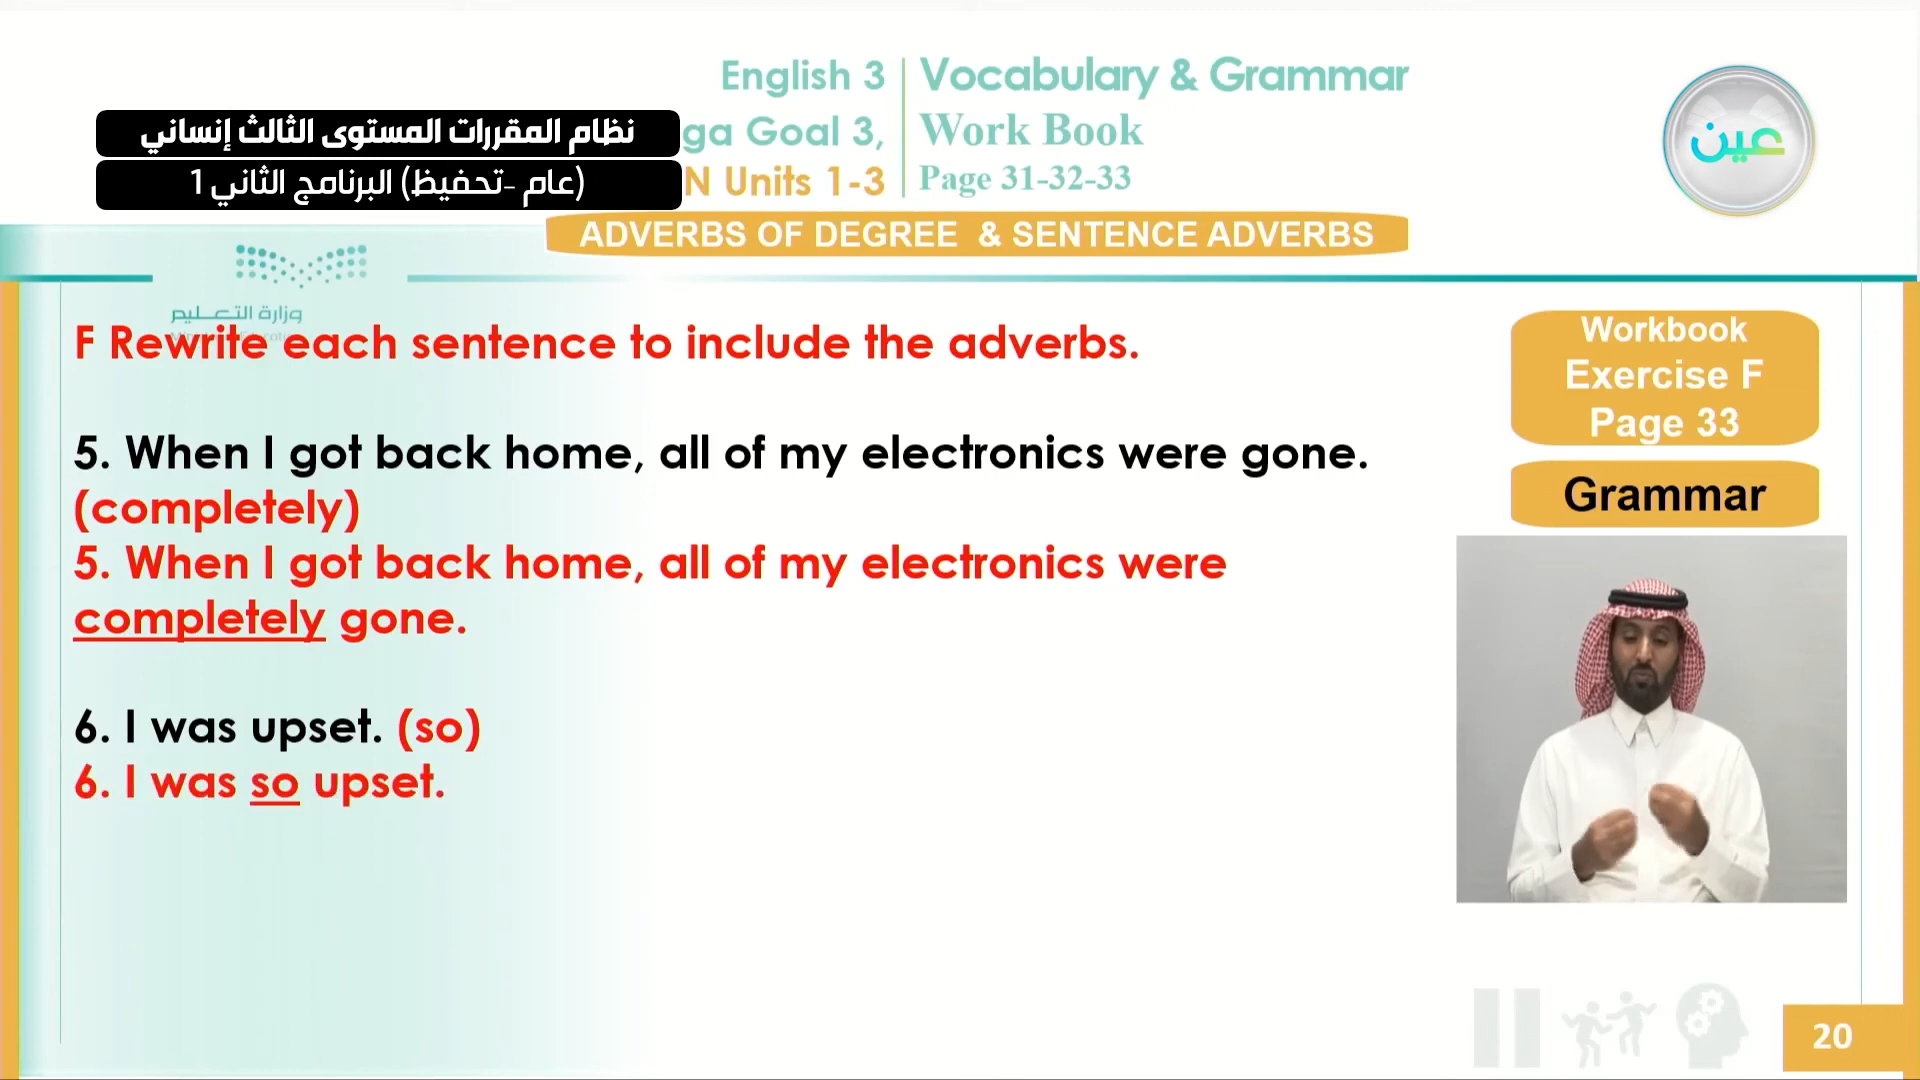 English 3
Vocabulary & Grammar
نظام المقررات المستوى الثالث إنساني
ga Goal 3,
Work Book
(عام -تحفيظ) البرنامج الثاني 1
N Units 1-3
Page 31-32-33
عين
ADVERBS OF DEGREE & SENTENCE ADVERBS
وزارة التعليم
F Rewrite each sentence to include the adverbs.
5. When I got back home, all of my electronics were gone.
(completely)
5. When I got back home, all of my electronics were
completely gone.
6. I was upset. (so)
6. I was so upset.
Workbook
Exercise F
Page 33
Grammar
20